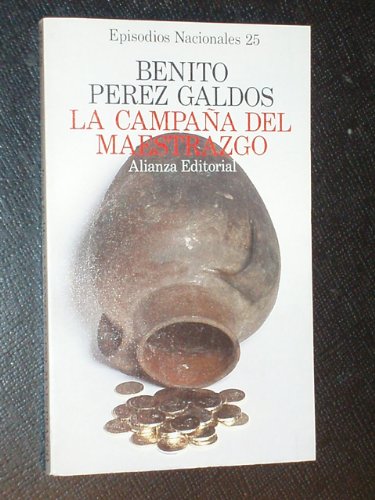 Episodios Nacionales 25
BENITO
PEREZ GALDOS
LA CAMPAÑA DEL
MAESTRAZGO
Alianza Editorial